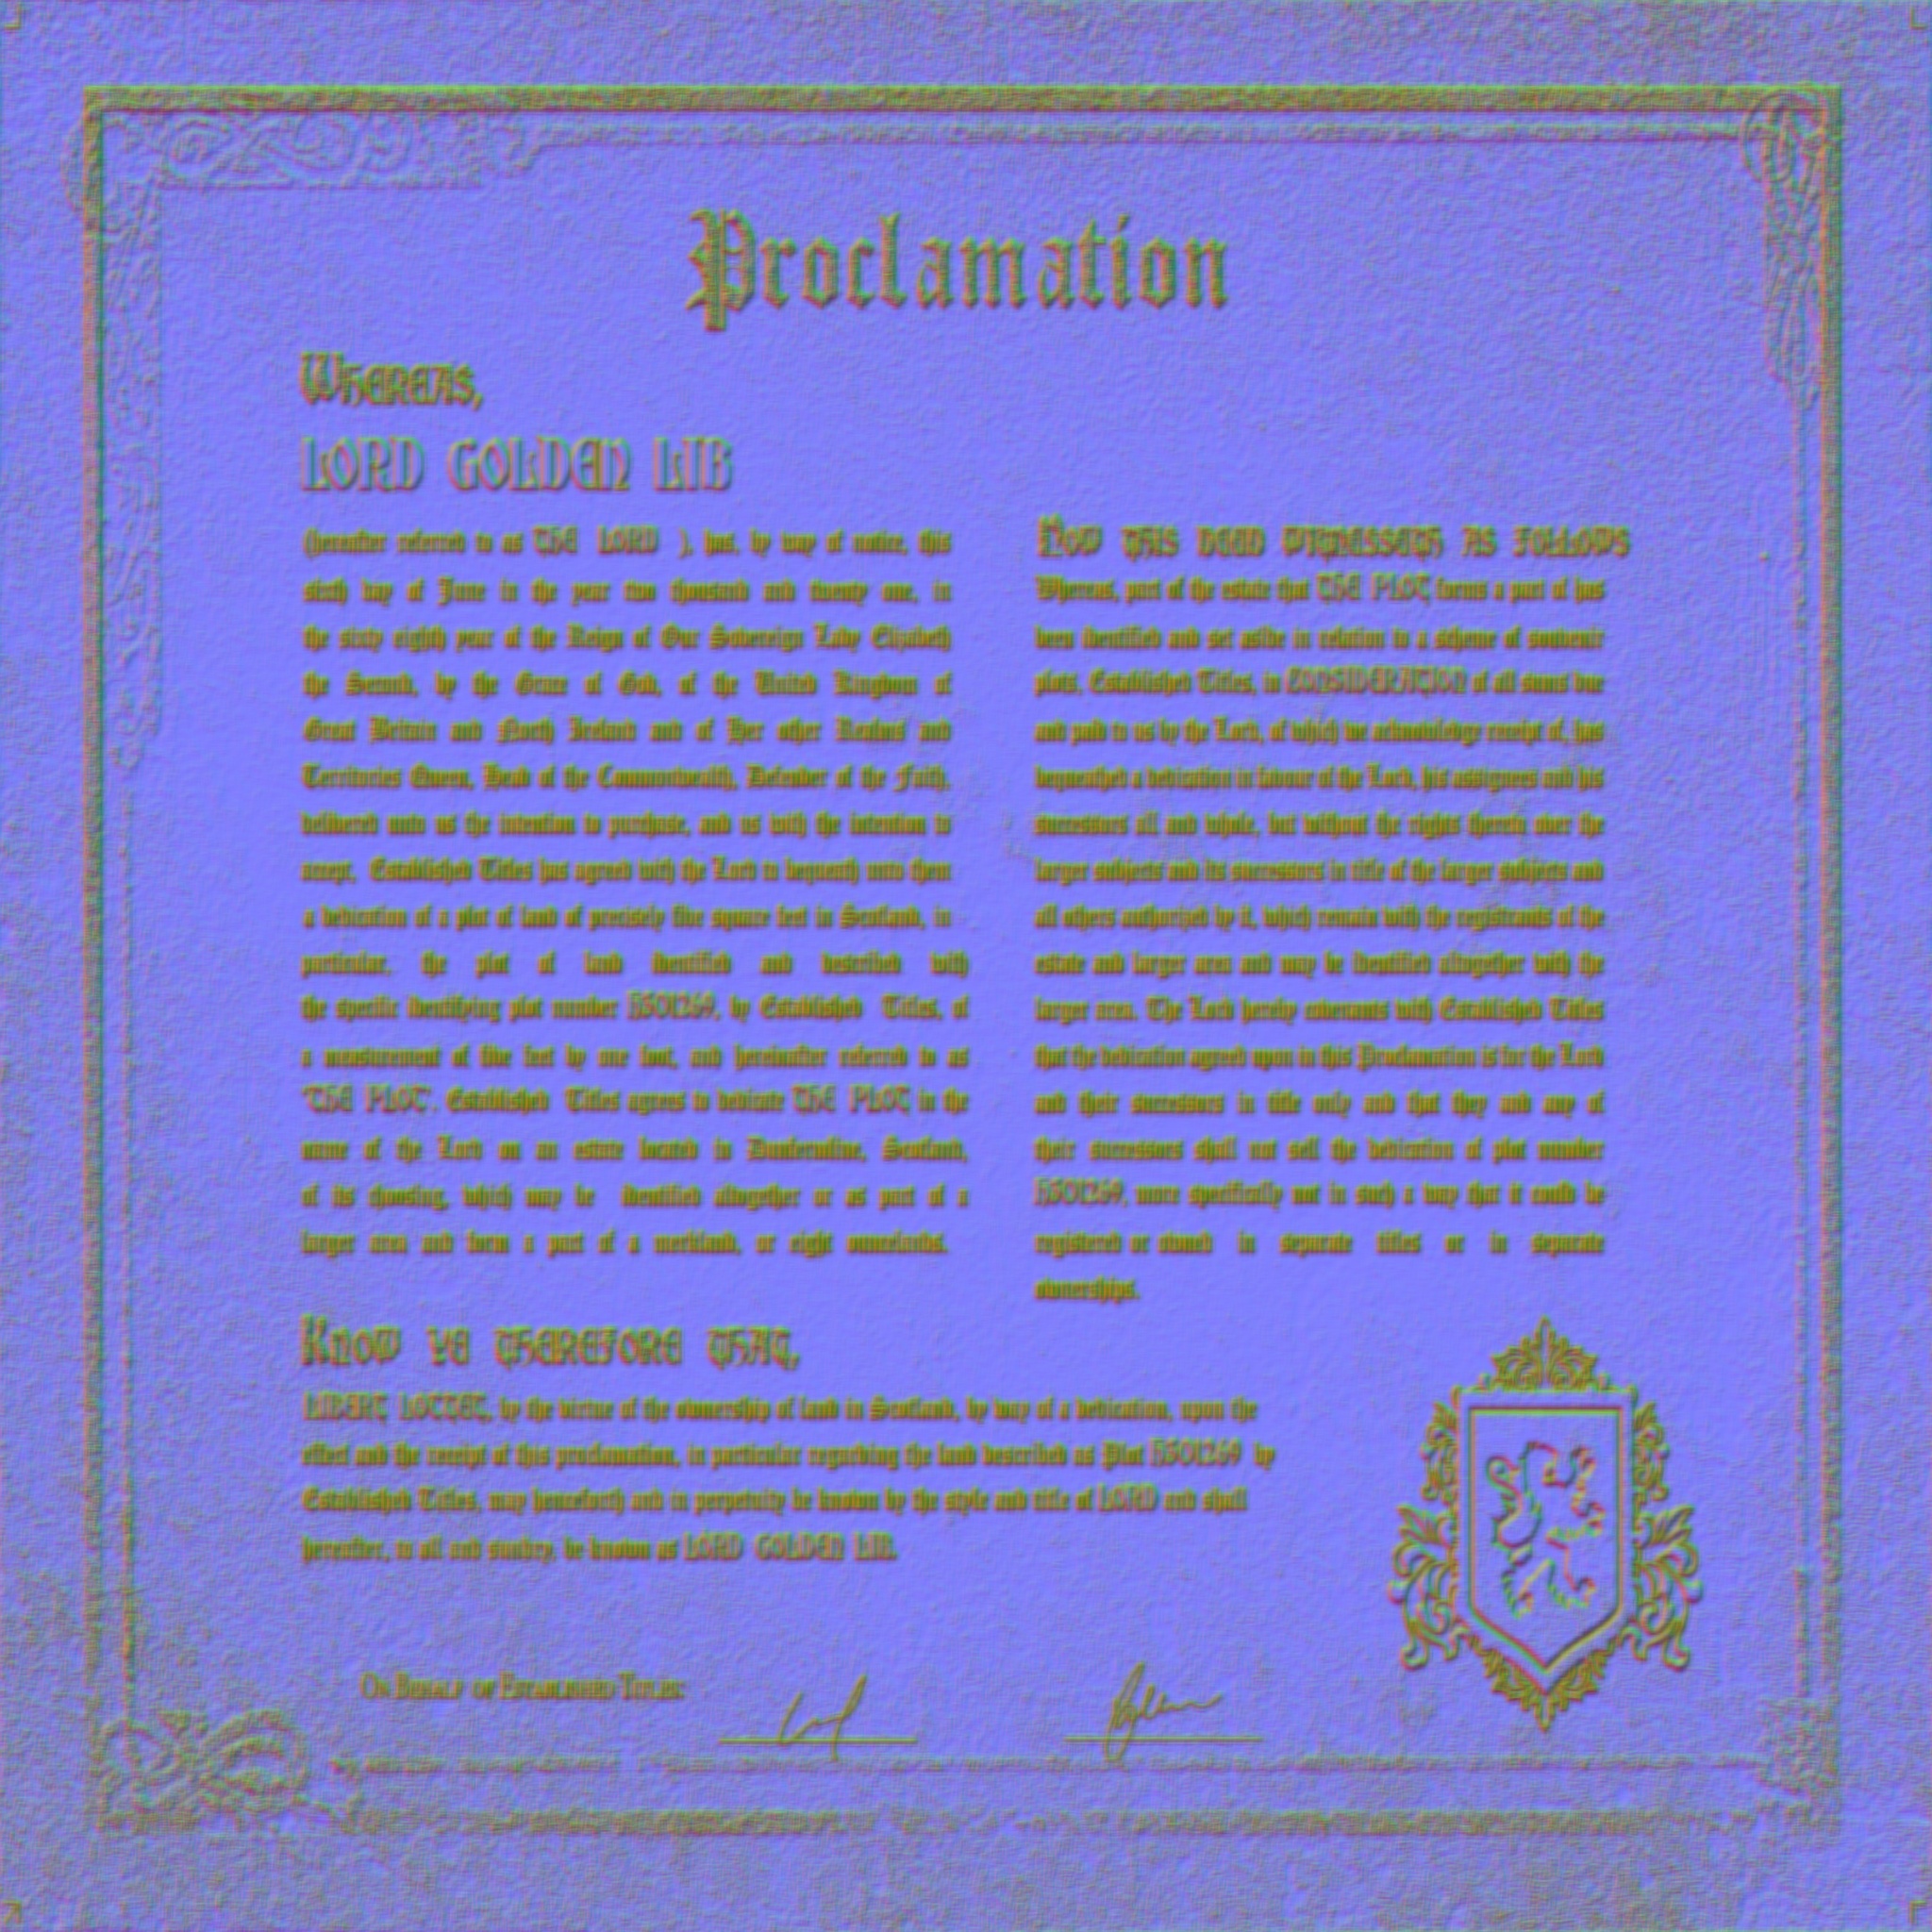 Proclamation
Whereas,
LORD GOLDEN LIB
(hereafter referred to as THE LORD ), has, by way of notice, this
sixth day of June in the year two thousand and twenty one, in
the sixty eighth year of the Reign of Our Sovereign Lady Elizabeth
the Second, by the Grace of God, of the United Kingdom of
Great Britain and North Ireland and of Her other Realms and
Territories Queen, Head of the Commonwealth, Defender of the Faith,
delivered unto us the intention to purchase, and us with the intention to
accept, Established Titles has agreed with the Lord to bequeath unto them
a dedication of a plot of land of precisely five square feet in Scotland, in
particular, the plot of land identified and described with
the specific identifying plot number by Established Titles, of
a measurement of five feet by one foot, and hereinafter referred to as
'THE PLOT'. Established Titles agrees to dedicate THE PLOT in the
name of the Lord on an estate located in Dunfermline, Scotland,
of its choosing, which may be identified altogether or as part of a
larger area and form a part of a merkland, or eight ouncelands.
Now this deed witnesseth as follows
Whereas, part of the estate that THE PLOT forms a part of has
been identified and set aside in relation to a scheme of souvenir
plots, Established Titles, in CONSIDERATION of all sums due
and paid to us by the Lord, of which we acknowledge receipt of, has
bequeathed a dedication in favour of the Lord, his assignees and his
successors all and whole, but without the rights therein over the
larger subjects and its successors in title of the larger subjects and
all others authorized by it, which remain with the registrants of the
estate and larger area and may be identified altogether with the
larger area. The Lord hereby covenants with Established Titles
that the dedication agreed upon in this Proclamation is for the Lord
and their successors in title only and that they and any of
their successors shall not sell the dedication of plot number
more specifically not in such a way that it could be
registered or owned in separate titles or in separate
ownerships.
Know ye therefore that,
LIBERT LOTTET, by the virtue of the ownership of land in Scotland, by way of a dedication, upon the
effect and the receipt of this proclamation, in particular regarding the land described as Plot by
Established Titles, may henceforth and in perpetuity be known by the style and title of LORD and shall
hereafter, to all and sundry, be known as LORD GOLDEN LIB.
On Behalf of Established Titles: